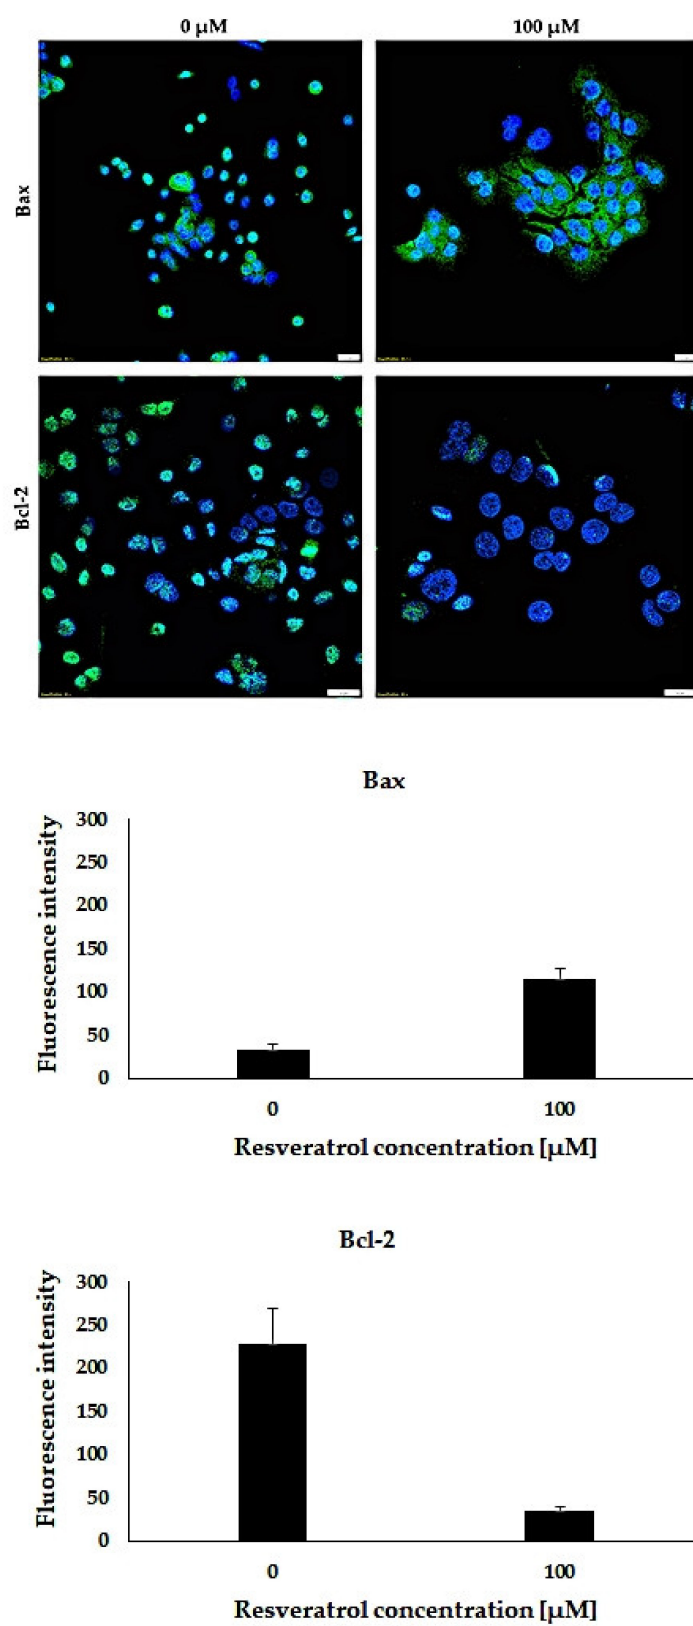 0 µM 100 µM
Bax
Bcl-2
Bax
Fluorescence intensity
300
250
200
150
100
50
0
0 100
Resveratrol concentration [µM]
Bcl-2
Fluorescence intensity
300
250
200
150
100
50
0
0 100
Resveratrol concentration [µM]